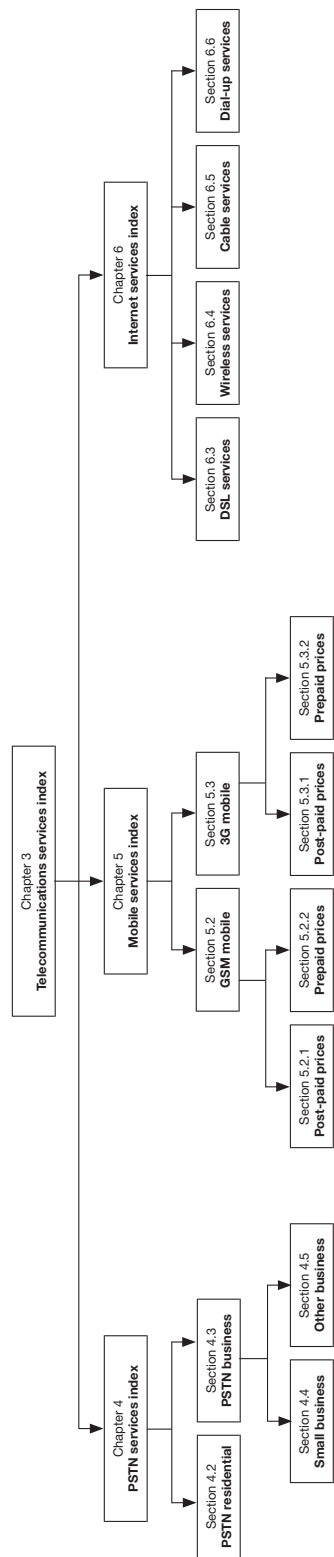 Chapter 3
Telecommunications services index
Chapter 4
PSTN services index
Chapter 5
Mobile services index
Chapter 6
Internet services index
Section 4.2
PSTN residential
Section 4.3
PSTN business
Section 5.2
GSM mobile
Section 5.3
3G mobile
Section 6.3
DSL services
Section 6.4
Wireless services
Section 6.5
Cable services
Section 6.6
Dial-up services
Section 4.4
Small business
Section 4.5
Other business
Section 5.2.1
Post-paid prices
Section 5.2.2
Prepaid prices
Section 5.3.1
Post-paid prices
Section 5.3.2
Prepaid prices